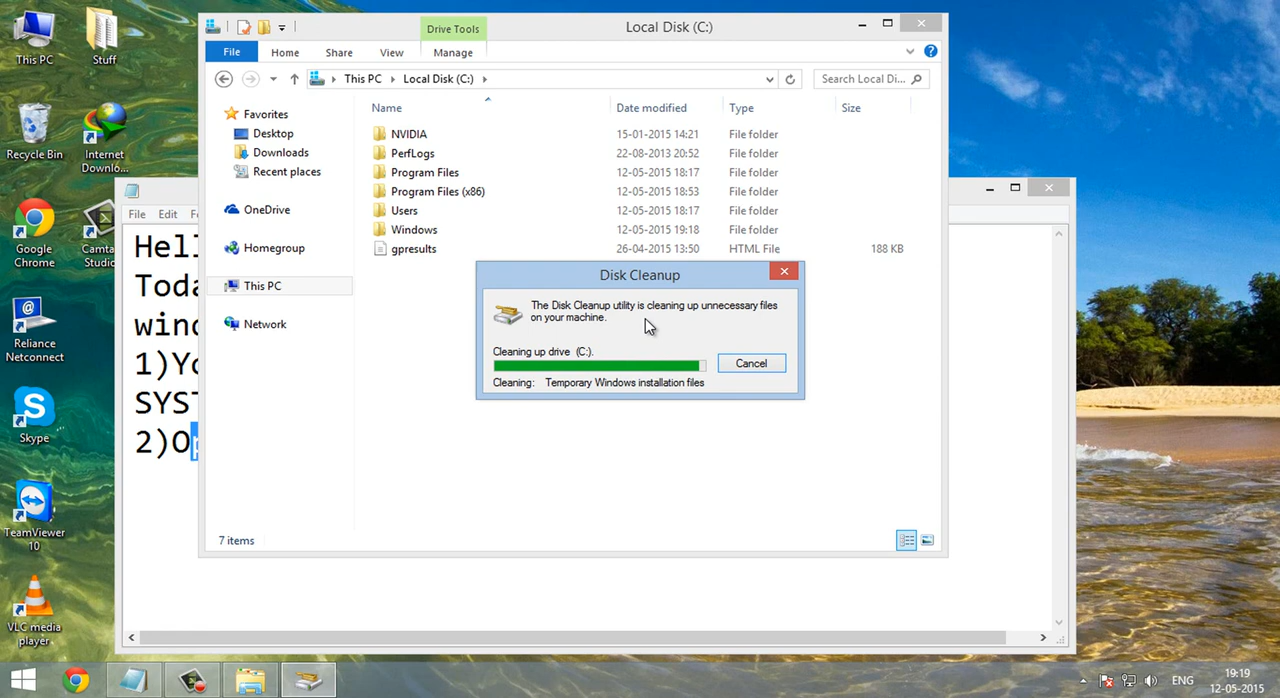 This PC
Stuff
Recycle Bin
Internet
Downlo...
Google
Chrome
Camta
Studio
Reliance
Netconnect
Skype
TeamViewer
10
VLC media
player
Drive Tools
Local Disk (C:)
File
Home
Share
View
Manage
This PC
Local Disk (C:)
Search Local Di...
Name
Date modified
Type
Size
Favorites
Desktop
Downloads
Recent places
OneDrive
Homegroup
This PC
Network
NVIDIA 15-01-2015 14:21 File folder
PerfLogs 22-08-2013 20:52 File folder
Program Files 12-05-2015 18:17 File folder
Program Files (x86) 12-05-2015 18:53 File folder
Users 12-05-2015 18:17 File folder
Windows 12-05-2015 19:18 File folder
gpresults 26-04-2015 13:50 HTML File 188 KB
7 items
Disk Cleanup
The Disk Cleanup utility is cleaning up unnecessary files
on your machine.
Cleaning up drive (C:).
Cancel
Cleaning: Temporary Windows installation files
File Edit F
Hell
Toda
wind
1)Yo
SYST
2)O
ENG
19:19
12-05-2015